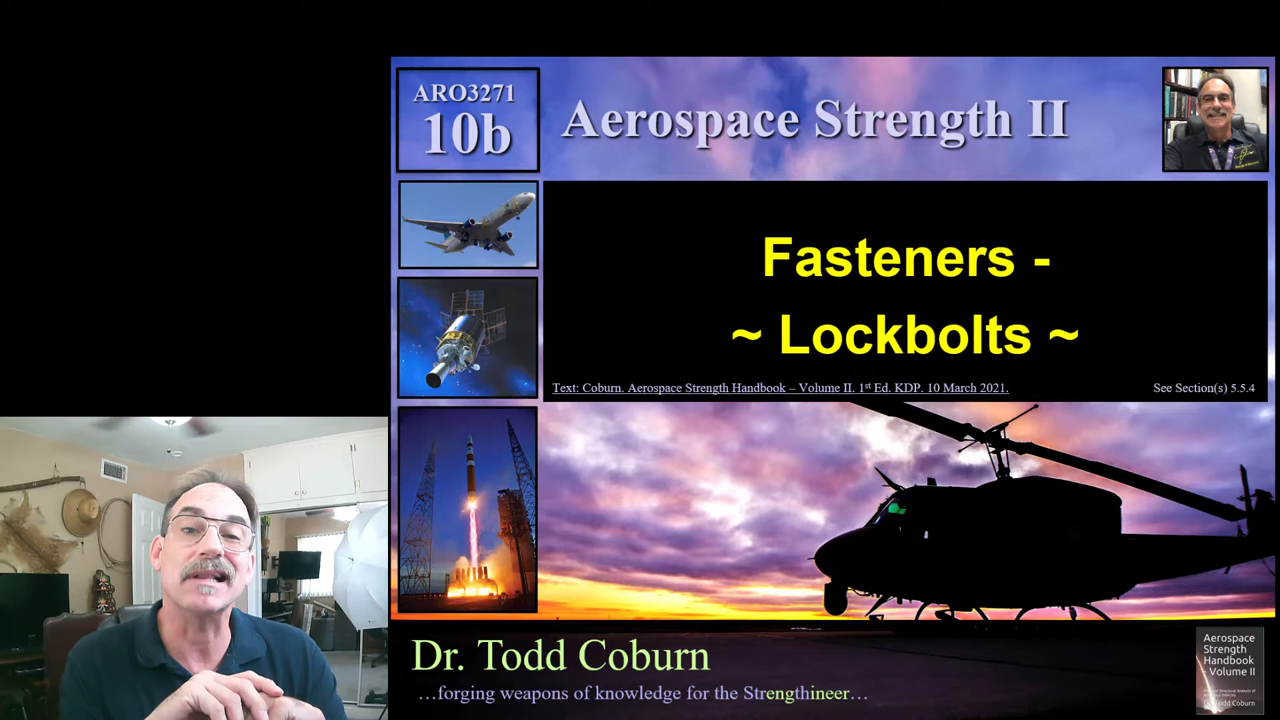 ARO3271
10b
Aerospace Strength II
Fasteners -
~ Lockbolts ~
Text: Coburn. Aerospace Strength Handbook – Volume II. 1st Ed. KDP. 10 March 2021.
See Section(s) 5.5.4
Dr. Todd Coburn
…forging weapons of knowledge for the Strengthineer…
Aerospace
Strength
Handbook
- Volume II